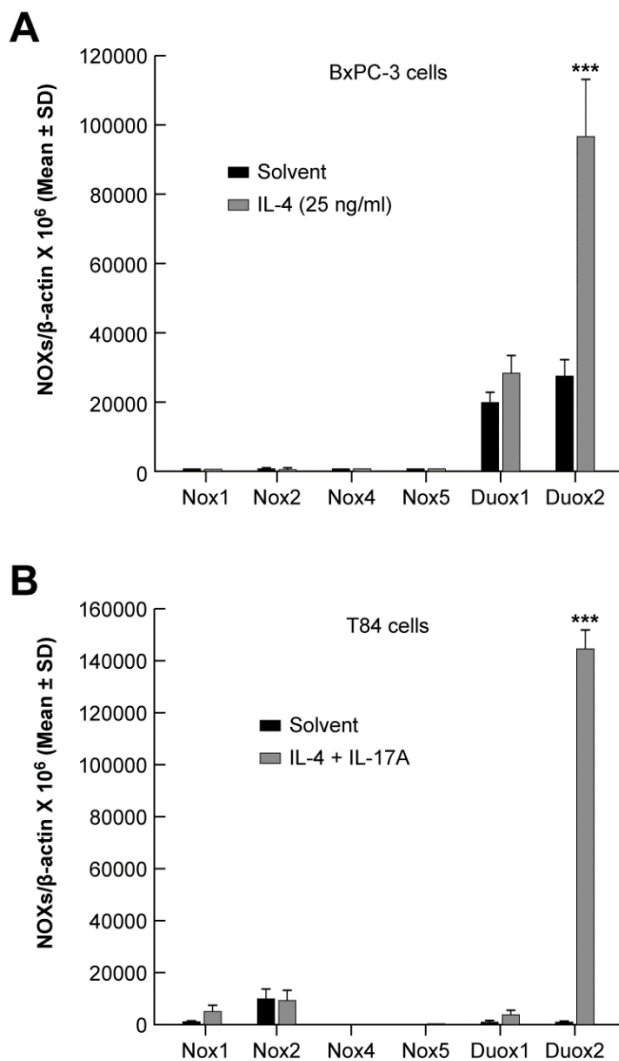 A
NOXs/β-actin X 10⁶ (Mean ± SD)
120000
100000
80000
60000
40000
20000
0
BxPC-3 cells
***
Solvent
IL-4 (25 ng/ml)
Nox1 Nox2 Nox4 Nox5 Duox1 Duox2
B
NOXs/β-actin X 10⁶ (Mean ± SD)
160000
140000
120000
100000
80000
60000
40000
20000
0
T84 cells
***
Solvent
IL-4 + IL-17A
Nox1 Nox2 Nox4 Nox5 Duox1 Duox2